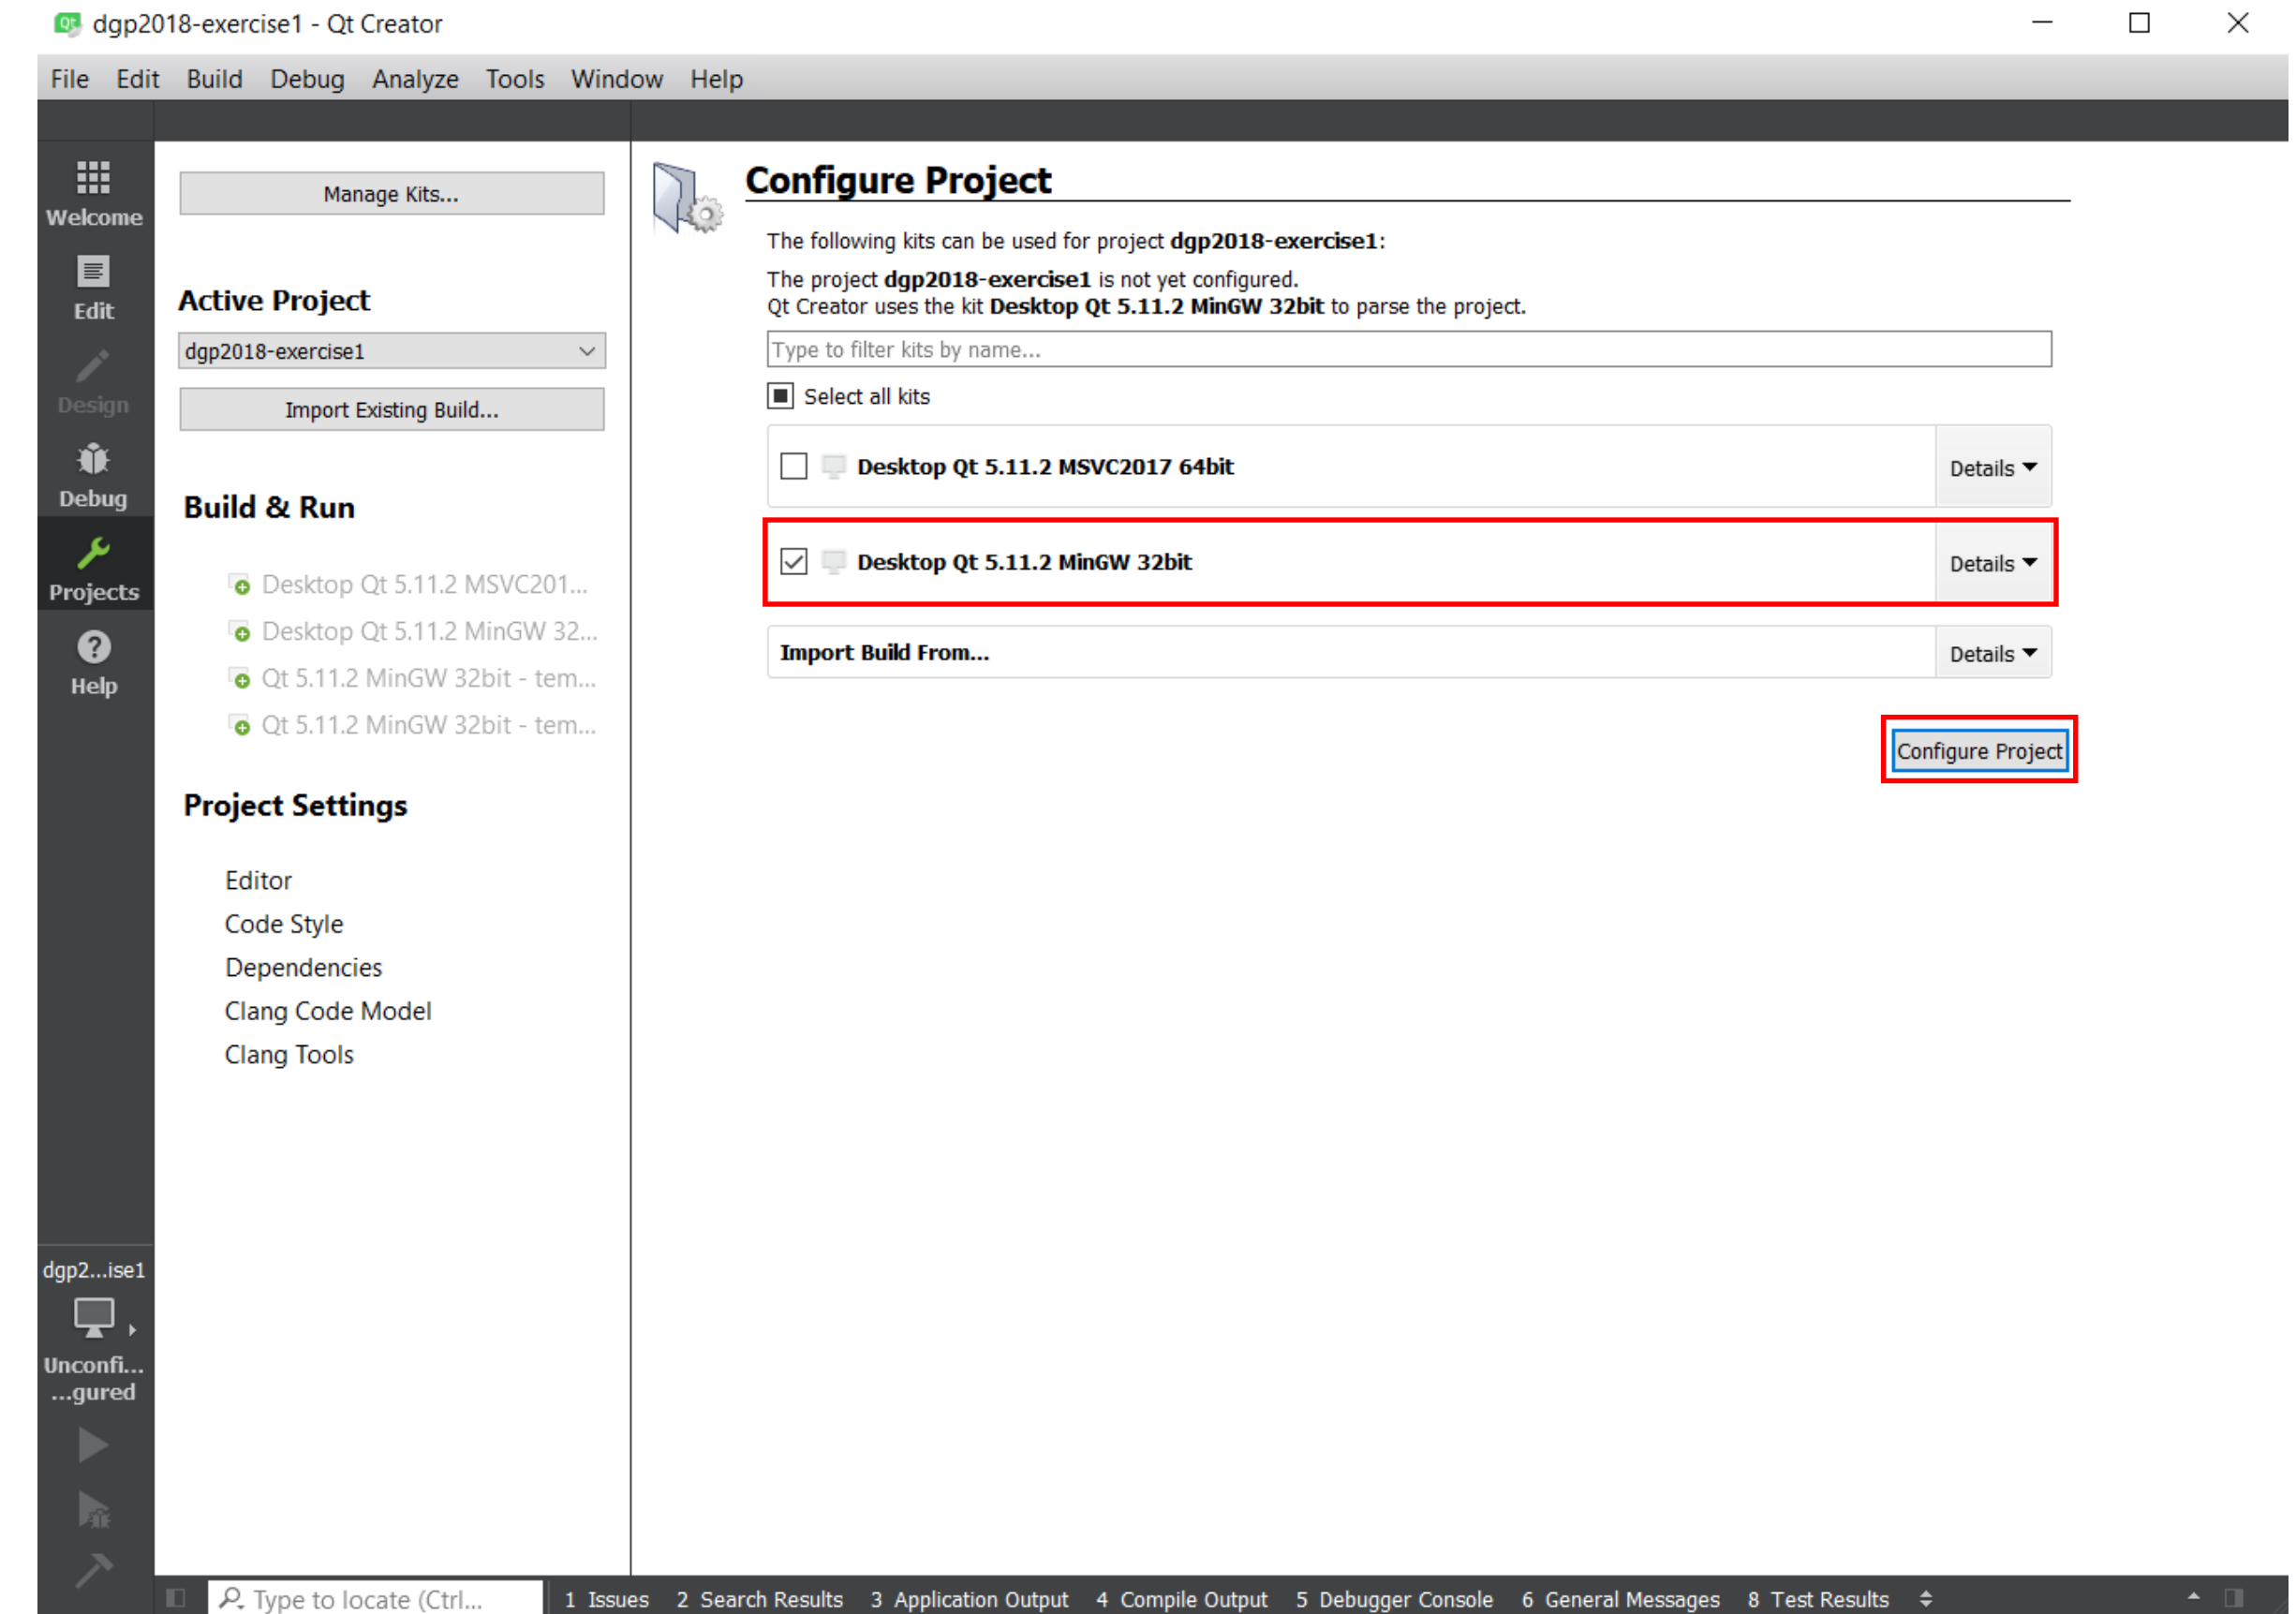 dgp2018-exercise1 - Qt Creator
File Edit Build Debug Analyze Tools Window Help
Welcome
Edit
Design
Debug
Projects
Help
Manage Kits...
Active Project
dgp2018-exercise1
Import Existing Build...
Build & Run
Desktop Qt 5.11.2 MSVC201...
Desktop Qt 5.11.2 MinGW 32...
Qt 5.11.2 MinGW 32bit - tem...
Qt 5.11.2 MinGW 32bit - tem...
Project Settings
Editor
Code Style
Dependencies
Clang Code Model
Clang Tools
Configure Project
The following kits can be used for project dgp2018-exercise1:
The project dgp2018-exercise1 is not yet configured.
Qt Creator uses the kit Desktop Qt 5.11.2 MinGW 32bit to parse the project.
Type to filter kits by name...
Select all kits
Desktop Qt 5.11.2 MSVC2017 64bit Details
Desktop Qt 5.11.2 MinGW 32bit Details
Import Build From... Details
Configure Project
dgp2...ise1
Unconfi...
...gured
Type to locate (Ctrl... 1 Issues 2 Search Results 3 Application Output 4 Compile Output 5 Debugger Console 6 General Messages 8 Test Results